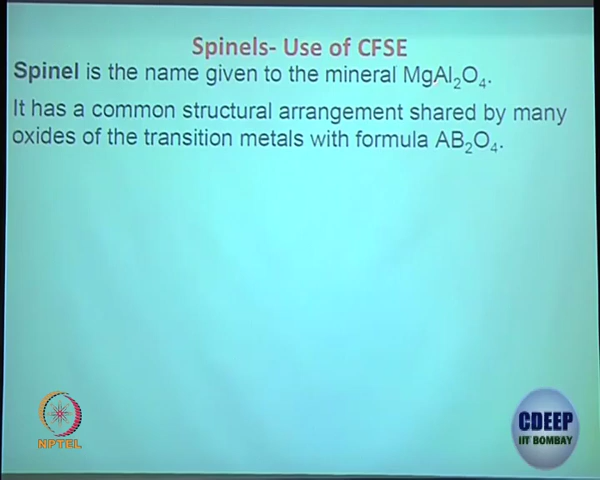 Spinels- Use of CFSE
Spinel is the name given to the mineral MgAl₂O₄.
It has a common structural arrangement shared by many
oxides of the transition metals with formula AB₂O₄.
NPTEL
CDEEP
IIT BOMBAY